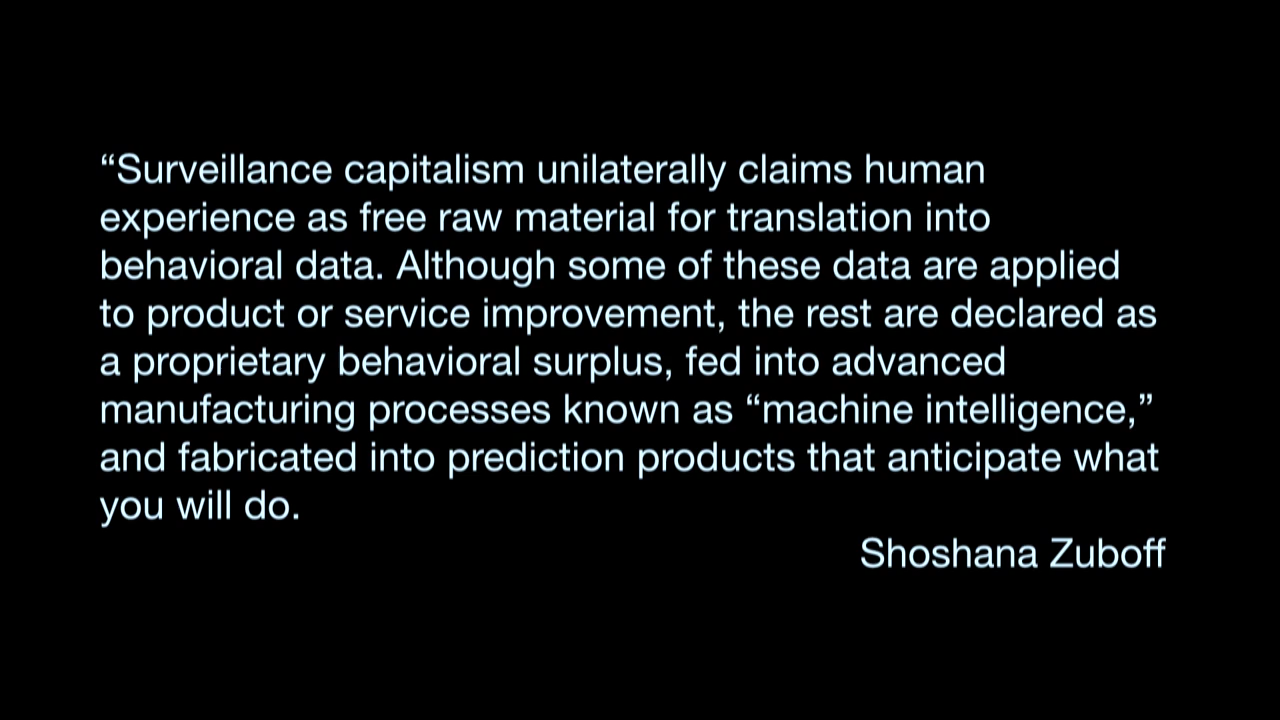 “Surveillance capitalism unilaterally claims human
experience as free raw material for translation into
behavioral data. Although some of these data are applied
to product or service improvement, the rest are declared as
a proprietary behavioral surplus, fed into advanced
manufacturing processes known as “machine intelligence,”
and fabricated into prediction products that anticipate what
you will do.
Shoshana Zuboff